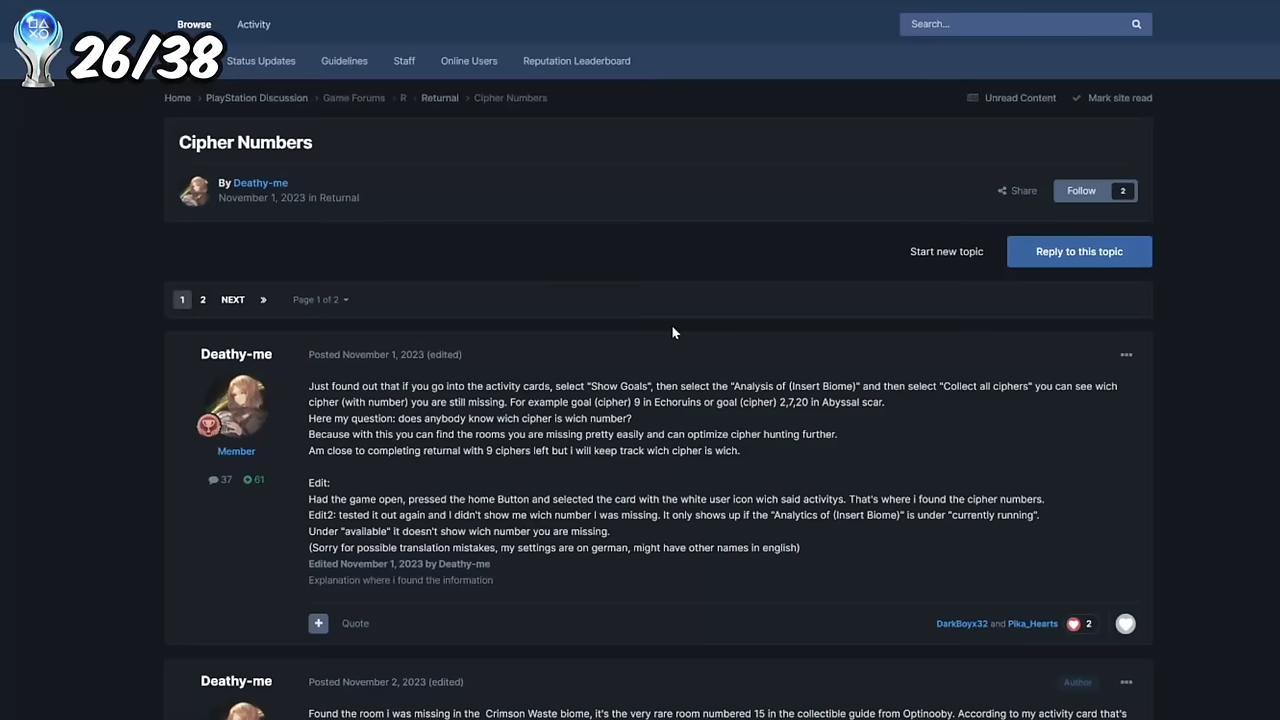 26/38
Browse
Activity
Search...
Status Updates
Guidelines
Staff
Online Users
Reputation Leaderboard
Home > PlayStation Discussion > Game Forums > R > Returnal > Cipher Numbers
Unread Content
Mark site read
Cipher Numbers
By Deathy-me
November 1, 2023 in Returnal
Share
Follow 2
Start new topic
Reply to this topic
1 2 NEXT » Page 1 of 2
Deathy-me
Member
37 61
Posted November 1, 2023 (edited)
Just found out that if you go into the activity cards, select "Show Goals", then select the "Analysis of (Insert Biome)" and then select "Collect all ciphers" you can see wich
cipher (with number) you are still missing. For example goal (cipher) 9 in Echoruins or goal (cipher) 2,7,20 in Abyssal scar.
Here my question: does anybody know wich cipher is wich number?
Because with this you can find the rooms you are missing pretty easily and can optimize cipher hunting further.
Am close to completing returnal with 9 ciphers left but i will keep track wich cipher is wich.
Edit:
Had the game open, pressed the home Button and selected the card with the white user icon wich said activitys. That's where i found the cipher numbers.
Edit2: tested it out again and I didn't show me wich number I was missing. It only shows up if the "Analytics of (Insert Biome)" is under "currently running".
Under "available" it doesn't show wich number you are missing.
(Sorry for possible translation mistakes, my settings are on german, might have other names in english)
Edited November 1, 2023 by Deathy-me
Explanation where i found the information
+ Quote
DarkBoyx32 and Pika_Hearts 2
Deathy-me
Posted November 2, 2023 (edited)
Author
Found the room i was missing in the Crimson Waste biome, it's the very rare room numbered 15 in the collectible guide from Optinooby. According to my activity card that's